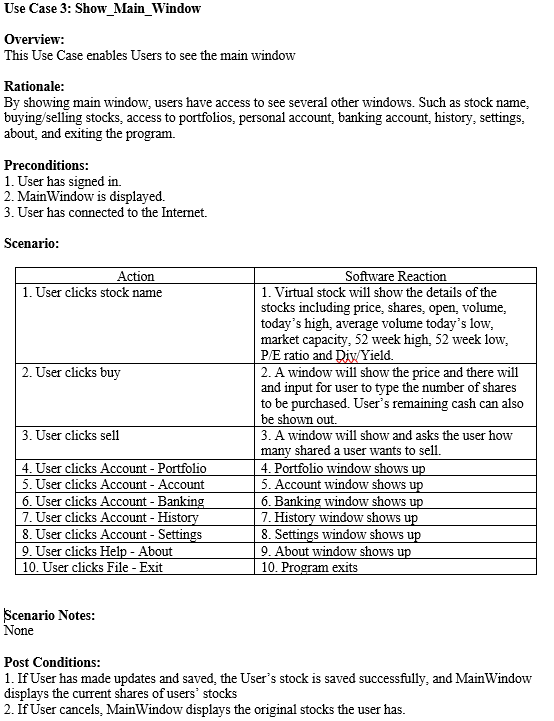 Use Case 3: Show_Main_Window
Overview:
This Use Case enables Users to see the main window
Rationale:
By showing main window, users have access to see several other windows. Such as stock name,
buying/selling stocks, access to portfolios, personal account, banking account, history, settings,
about, and exiting the program.
Preconditions:
1. User has signed in.
2. MainWindow is displayed.
3. User has connected to the Internet.
Scenario:
Action
Software Reaction
1. User clicks stock name
1. Virtual stock will show the details of the
stocks including price, shares, open, volume,
today's high, average volume today's low,
market capacity, 52 week high, 52 week low,
P/E ratio and Div/Yield.
2. User clicks buy
2. A window will show the price and there will
and input for user to type the number of shares
to be purchased. User's remaining cash can also
be shown out.
3. User clicks sell
3. A window will show and asks the user how
many shared a user wants to sell.
4. User clicks Account - Portfolio
4. Portfolio window shows up
5. User clicks Account - Account
5. Account window shows up
6. User clicks Account - Banking
6. Banking window shows up
7. User clicks Account - History
7. History window shows up
8. User clicks Account - Settings
8. Settings window shows up
9. User clicks Help - About
9. About window shows up
10. User clicks File - Exit
10. Program exits
Scenario Notes:
None
Post Conditions:
1. If User has made updates and saved, the User's stock is saved successfully, and MainWindow
displays the current shares of users' stocks
2. If User cancels, MainWindow displays the original stocks the user has.